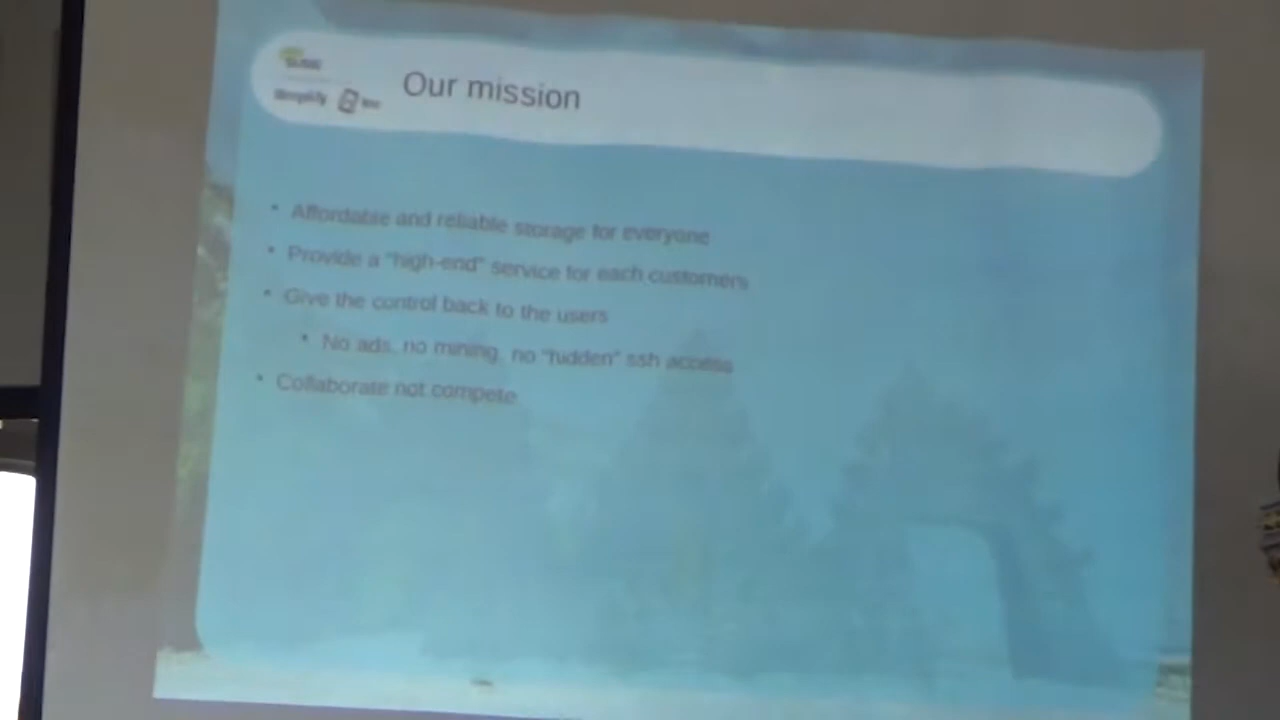 Our mission
• Affordable and reliable storage for everyone
• Provide a "high-end" service for each customers
• Give the control back to the users
• No ads, no mining, no "hidden" ssh access
• Collaborate not compete